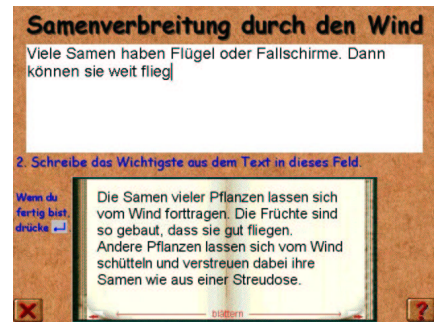 Samenverbreitung durch den Wind
Viele Samen haben Flügel oder Fallschirme. Dann
können sie weit flieg
2. Schreibe das Wichtigste aus dem Text in dieses Feld.
Wenn du
fertig bist,
drücke
Die Samen vieler Pflanzen lassen sich
vom Wind forttragen. Die Früchte sind
so gebaut, dass sie gut fliegen.
Andere Pflanzen lassen sich vom Wind
schütteln und verstreuen dabei ihre
Samen wie aus einer Streudose.
blättern
?